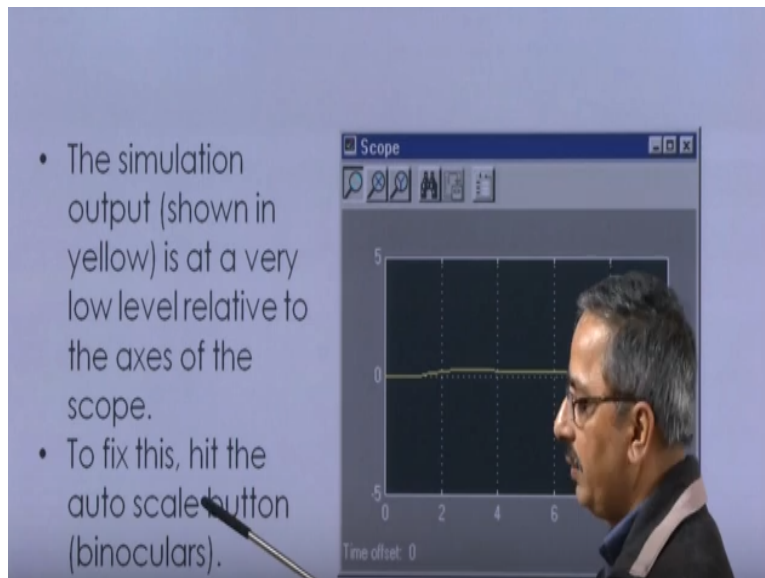 • The simulation
output (shown in
yellow) is at a very
low level relative to
the axes of the
scope.
• To fix this, hit the
auto scale button
(binoculars).
Scope
5
0
-5
0 2 4 6
Time offset: 0